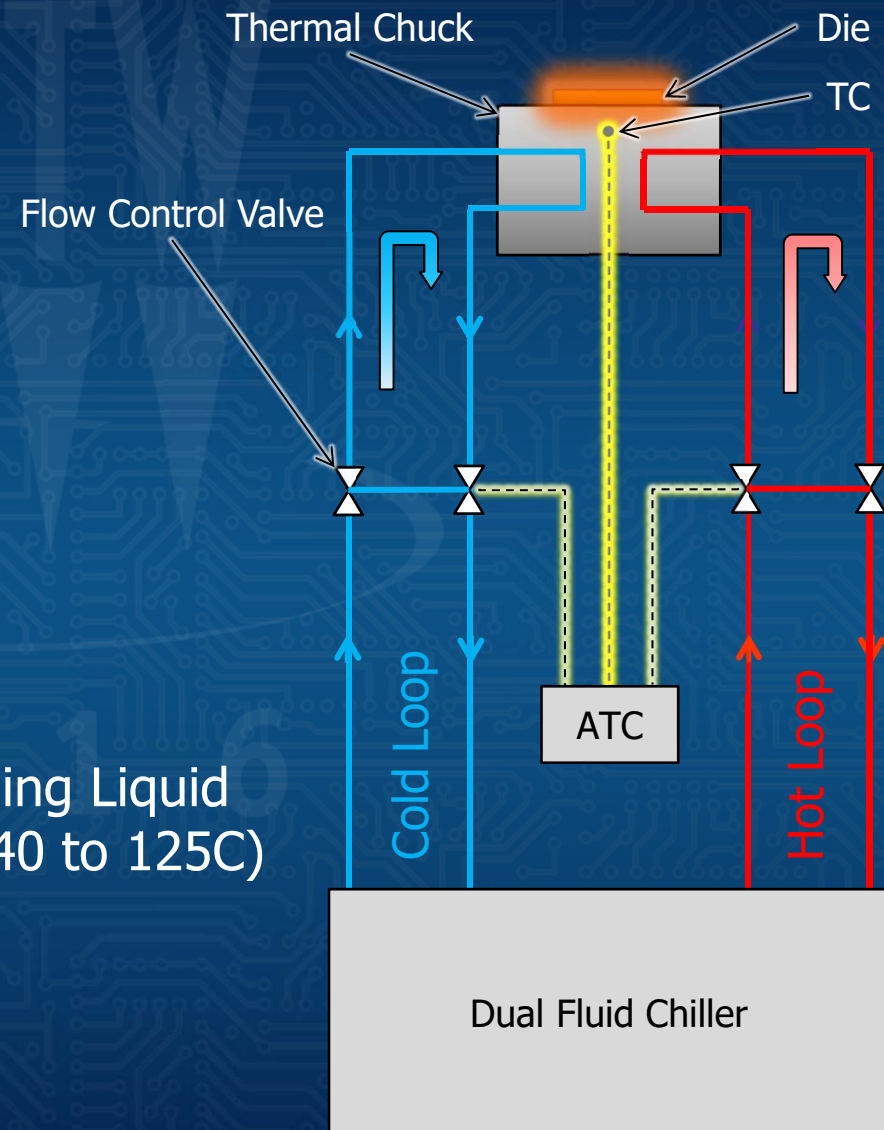 Thermal Chuck
Die
TC
Flow Control Valve
Cold Loop
ATC
Hot Loop
ing Liquid
40 to 125C)
Dual Fluid Chiller